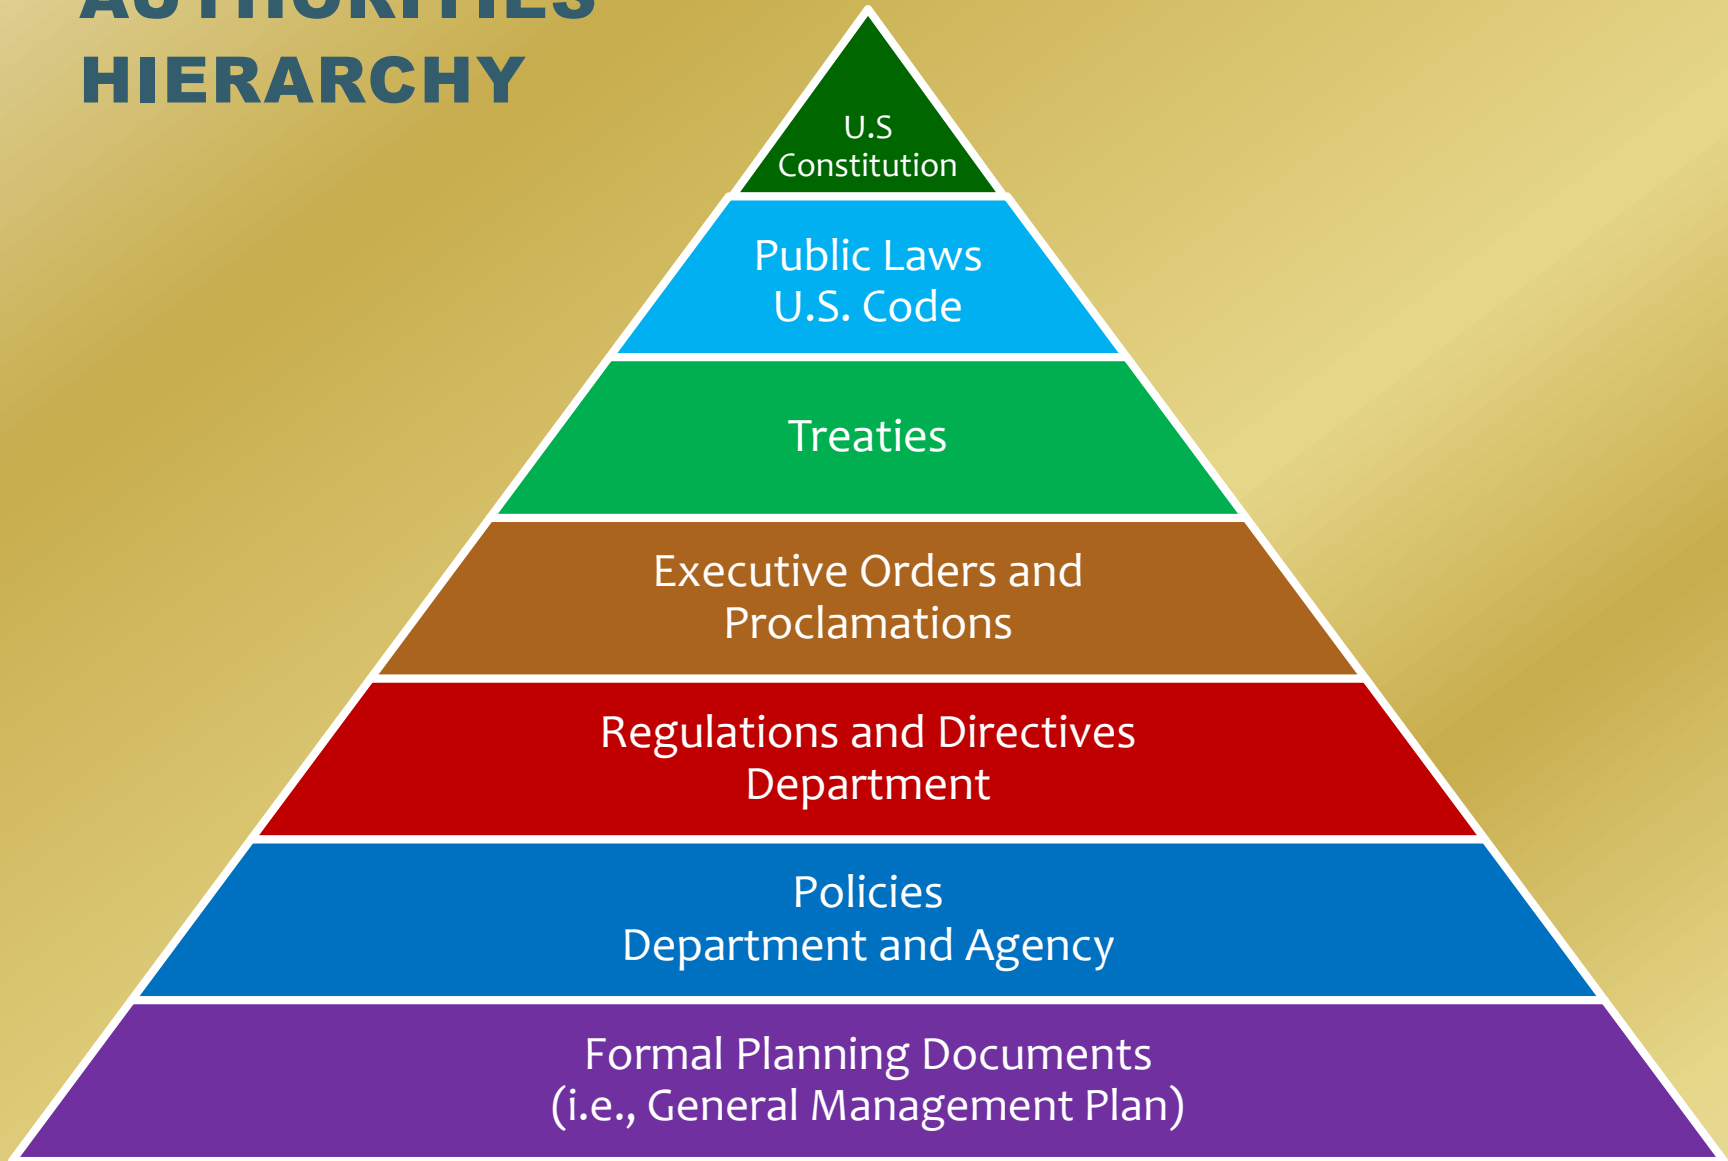 AUTHORITIES
HIERARCHY
U.S
Constitution
Public Laws
U.S. Code
Treaties
Executive Orders and
Proclamations
Regulations and Directives
Department
Policies
Department and Agency
Formal Planning Documents
(i.e., General Management Plan)